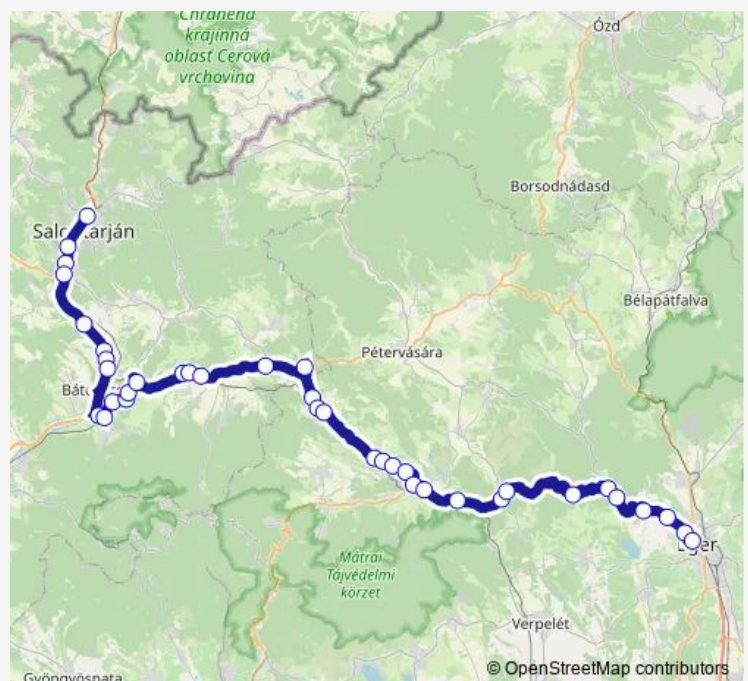 Chránená
krajinná
oblasť Cerová
vrchovina
Ózd
Borsodnádasd
Bélapátfalva
Pétervására
Mátrai
Tájvédelmi
körzet
Verpelét
© OpenStreetMap contributors